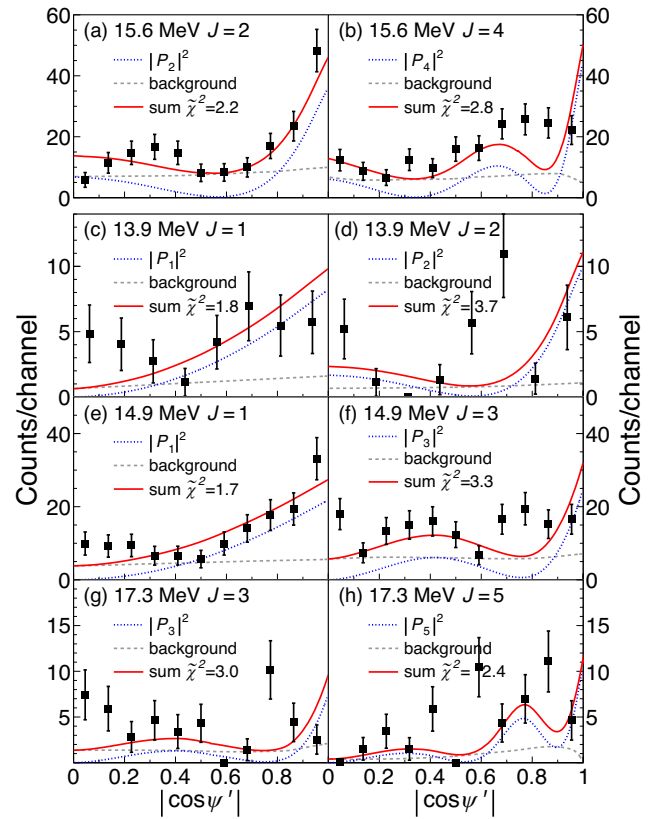 (a) 15.6 MeV J=2
|P₂|²
background
sum χ̃²=2.2
(b) 15.6 MeV J=4
|P₄|²
background
sum χ̃²=2.8
60
40
20
0
60
40
20
0
(c) 13.9 MeV J=1
|P₁|²
background
sum χ̃²=1.8
(d) 13.9 MeV J=2
|P₂|²
background
sum χ̃²=3.7
10
5
0
10
5
0
(e) 14.9 MeV J=1
|P₁|²
background
sum χ̃²=1.7
(f) 14.9 MeV J=3
|P₃|²
background
sum χ̃²=3.3
40
20
0
40
20
0
(g) 17.3 MeV J=3
|P₃|²
background
sum χ̃²=3.0
(h) 17.3 MeV J=5
|P₅|²
background
sum χ̃²= 2.4
15
10
5
15
10
5
0
0 0.2 0.4 0.6 0.8
0 0.2 0.4 0.6 0.8 1
|cosψ'|
|cosψ'|
Counts/channel
Counts/channel